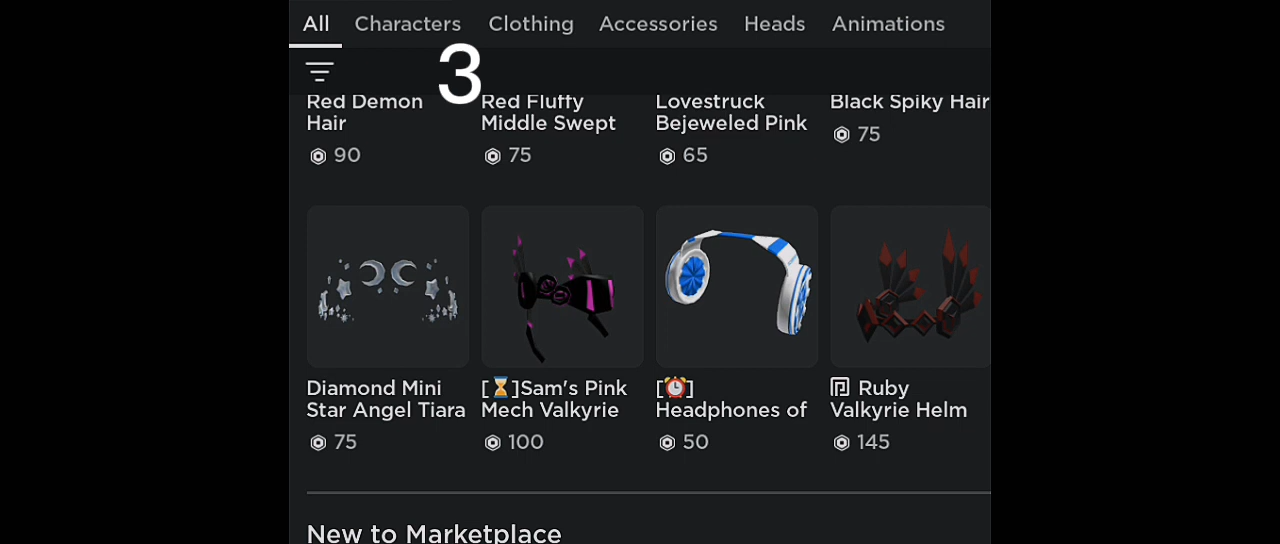 All Characters Clothing Accessories Heads Animations
3
Red Demon Hair
90
Red Fluffy Middle Swept
75
Lovestruck Bejeweled Pink
65
Black Spiky Hair
75
Diamond Mini
Star Angel Tiara
75
[⌛]Sam's Pink
Mech Valkyrie
100
[⏰]
Headphones of
50
Ruby
Valkyrie Helm
145
New to Marketplace